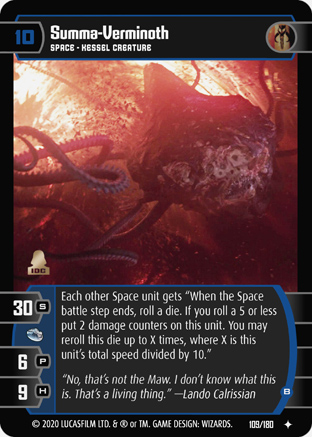 10
Summa-Verminoth
SPACE • KESSEL CREATURE
IDC
30 S
6 P
9 H
Each other Space unit gets "When the Space
battle step ends, roll a die. If you roll a 5 or less
put 2 damage counters on this unit. You may
reroll this die up to X times, where X is this
unit's total speed divided by 10."
"No, that's not the Maw. I don't know what this
is. That's a living thing." —Lando Calrissian
B
© 2020 LUCASFILM LTD. & ® or TM. GAME DESIGN: WIZARDS.
109/180